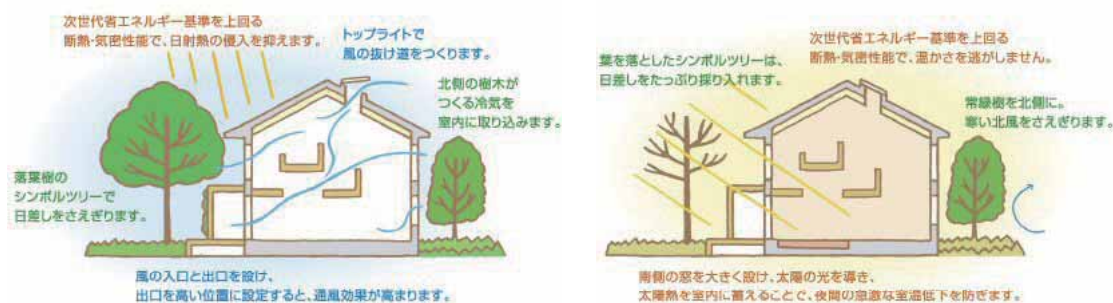 次世代省エネルギー基準を上回る
断熱・気密性能で、日射熱の侵入を抑えます。
トップライトで
風の抜け道をつくります。
北側の樹木が
つくる冷気を
室内に取り込みます。
落葉樹の
シンボルツリーで
日差しをさえぎります。
風の入口と出口を設け、
出口を高い位置に設定すると、通風効果が高まります。
次世代省エネルギー基準を上回る
断熱・気密性能で、温かさを逃がしません。
葉を落としたシンボルツリーは、
日差しをたっぷり採り入れます。
常緑樹を北側に。
寒い北風をさえぎります。
南側の窓を大きく設け、太陽の光を導き、
太陽熱を室内に蓄えることで、夜間の急激な室温低下を防ぎます。